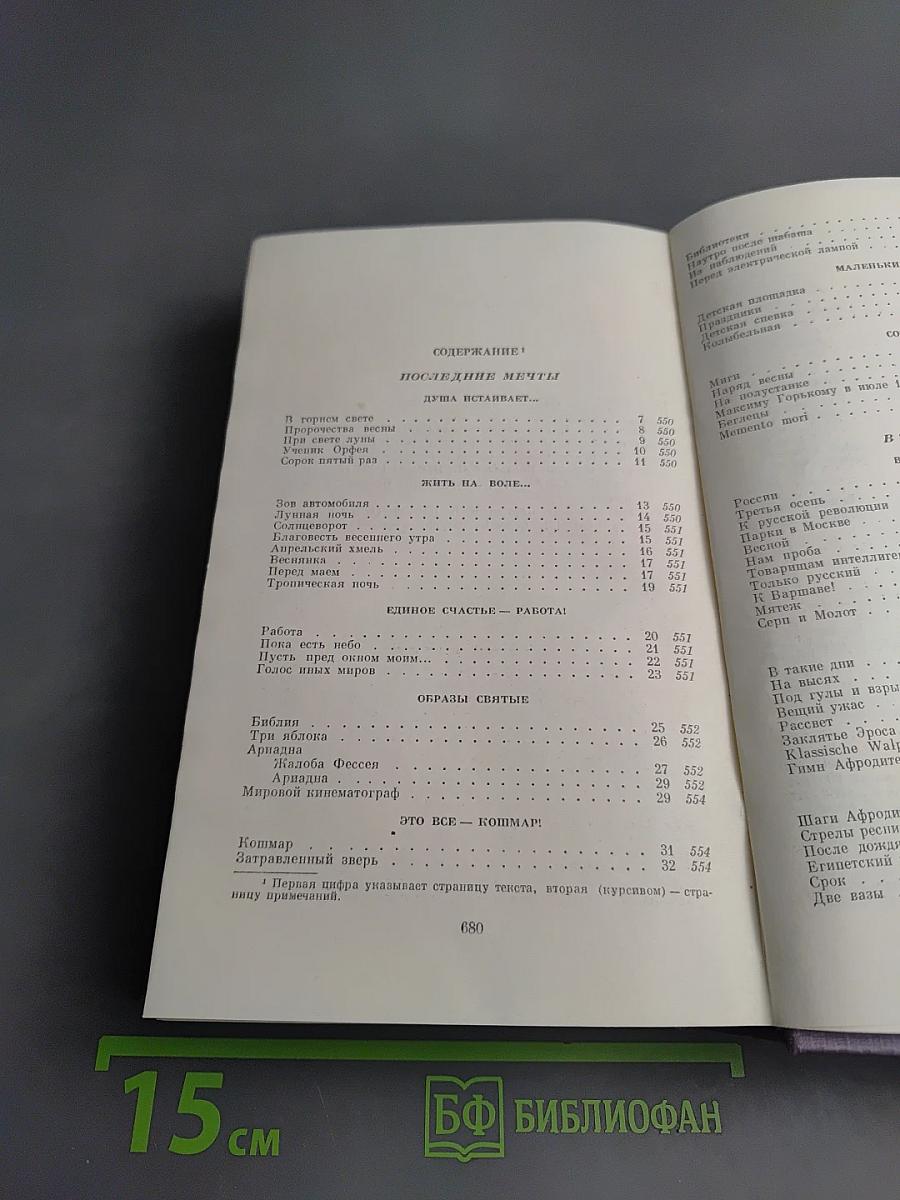 СОДЕРЖАНИЕ ¹
ПОСЛЕДНИЕ МЕЧТЫ
ДУША ИСТАИВАЕТ...
В горнем свете . . . . . . . . . . . . . . . . . . 7 550
Пророчества весны . . . . . . . . . . . . . . . . 8 550
При свете луны . . . . . . . . . . . . . . . . . . 9 550
Ученик Орфея . . . . . . . . . . . . . . . . . . . 10 550
Сорок пятый раз . . . . . . . . . . . . . . . . . 11 550
ЖИТЬ НА ВОЛЕ...
Зов автомобиля . . . . . . . . . . . . . . . . . . 13 550
Лунная ночь . . . . . . . . . . . . . . . . . . . 14 550
Солнцеворот . . . . . . . . . . . . . . . . . . . 15 551
Благовесть весеннего утра . . . . . . . . . . . . 15 551
Апрельский хмель . . . . . . . . . . . . . . . . . 16 551
Веснянка . . . . . . . . . . . . . . . . . . . . . 17 551
Перед маем . . . . . . . . . . . . . . . . . . . . 17 551
Тропическая ночь . . . . . . . . . . . . . . . . . 19 551
ЕДИНОЕ СЧАСТЬЕ — РАБОТА!
Работа . . . . . . . . . . . . . . . . . . . . . . 20 551
Пока есть небо . . . . . . . . . . . . . . . . . . 21 551
Пусть пред окном моим... . . . . . . . . . . . . . 22 551
Голос иных миров . . . . . . . . . . . . . . . . . 23 551
ОБРАЗЫ СВЯТЫЕ
Библия . . . . . . . . . . . . . . . . . . . . . . 25 552
Три яблока . . . . . . . . . . . . . . . . . . . . 26 552
Ариадна
Жалоба Фессея . . . . . . . . . . . . . . . . . . 27 552
Ариадна . . . . . . . . . . . . . . . . . . . . . 29 552
Мировой кинематограф . . . . . . . . . . . . . . . 29 554
ЭТО ВСЕ — КОШМАР!
Кошмар . . . . . . . . . . . . . . . . . . . . . . 31 554
Затравленный зверь . . . . . . . . . . . . . . . . 32 554
¹ Первая цифра указывает страницу текста, вторая (курсивом) — стра-
ницу примечаний.
680
Библиотеки . . . . . . .
Наутро после шабаша . . . . .
Из наблюдений . . . . . .
Перед электрической лампой . . .
МАЛЕНЬКИ
Детская площадка . . . . .
Праздники . . . . . . .
Детская спевка . . . . . .
Колыбельная . . . . . . .
СО
Миги . . . . . . . .
Наряд весны . . . . . .
На полустанке . . . . . .
Максиму Горькому в июле 1
Беглецы . . . . . . .
Memento mori . . . . . .
В
В
России . . . . . . .
Третья осень . . . . . .
К русской революции . . .
Парки в Москве . . . . .
Весной . . . . . . .
Нам проба . . . . . .
Товарищам интеллиген
Только русский . . . .
К Варшаве! . . . . .
Мятеж . . . . . .
Серп и Молот . . . .
В такие дни . . .
На высях . . . .
Под гулы и взры
Вещий ужас . .
Рассвет . . . .
Заклятье Эроса
Klassische Walp
Гимн Афродите
Шаги Афроди
Стрелы ресни
После дождя
Египетский
Срок . . .
Две вазы .
15 см
БФ БИБЛИОФАН